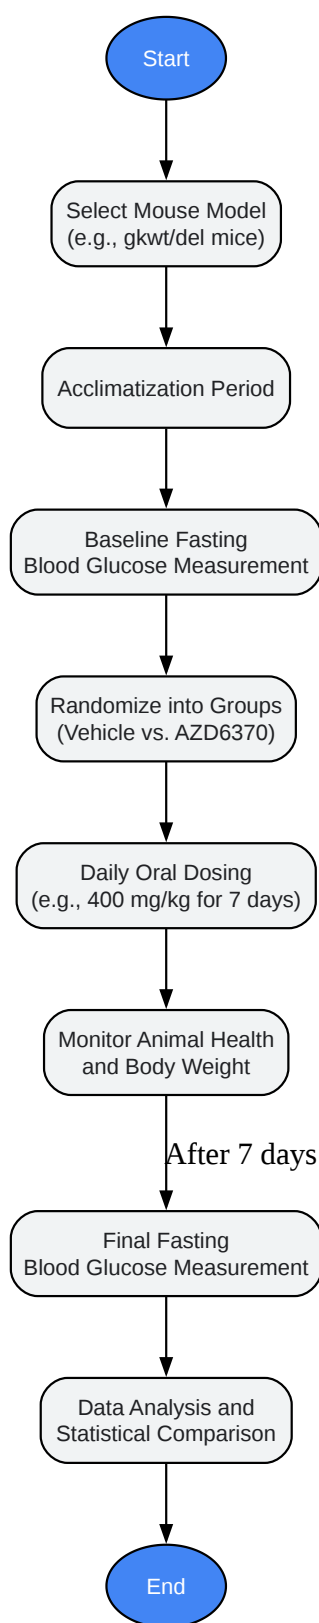 Start
Select Mouse Model
(e.g., gkwt/del mice)
Acclimatization Period
Baseline Fasting
Blood Glucose Measurement
Randomize into Groups
(Vehicle vs. AZD6370)
Daily Oral Dosing
(e.g., 400 mg/kg for 7 days)
Monitor Animal Health
and Body Weight
After 7 days
Final Fasting
Blood Glucose Measurement
Data Analysis and
Statistical Comparison
End